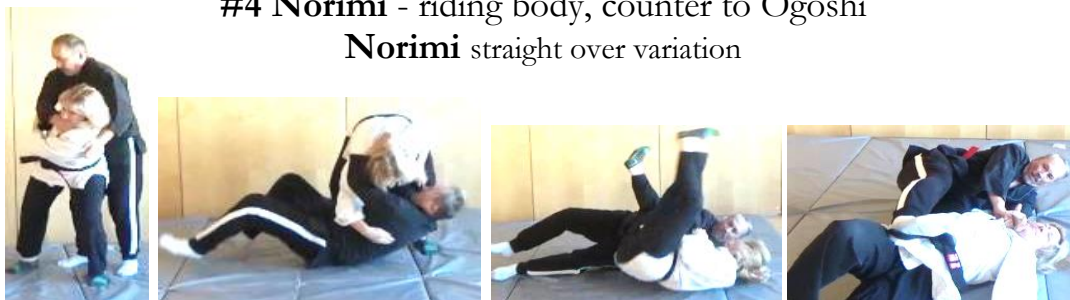 #4 Norimi - riding body, counter to Ogoshi
Norimi straight over variation